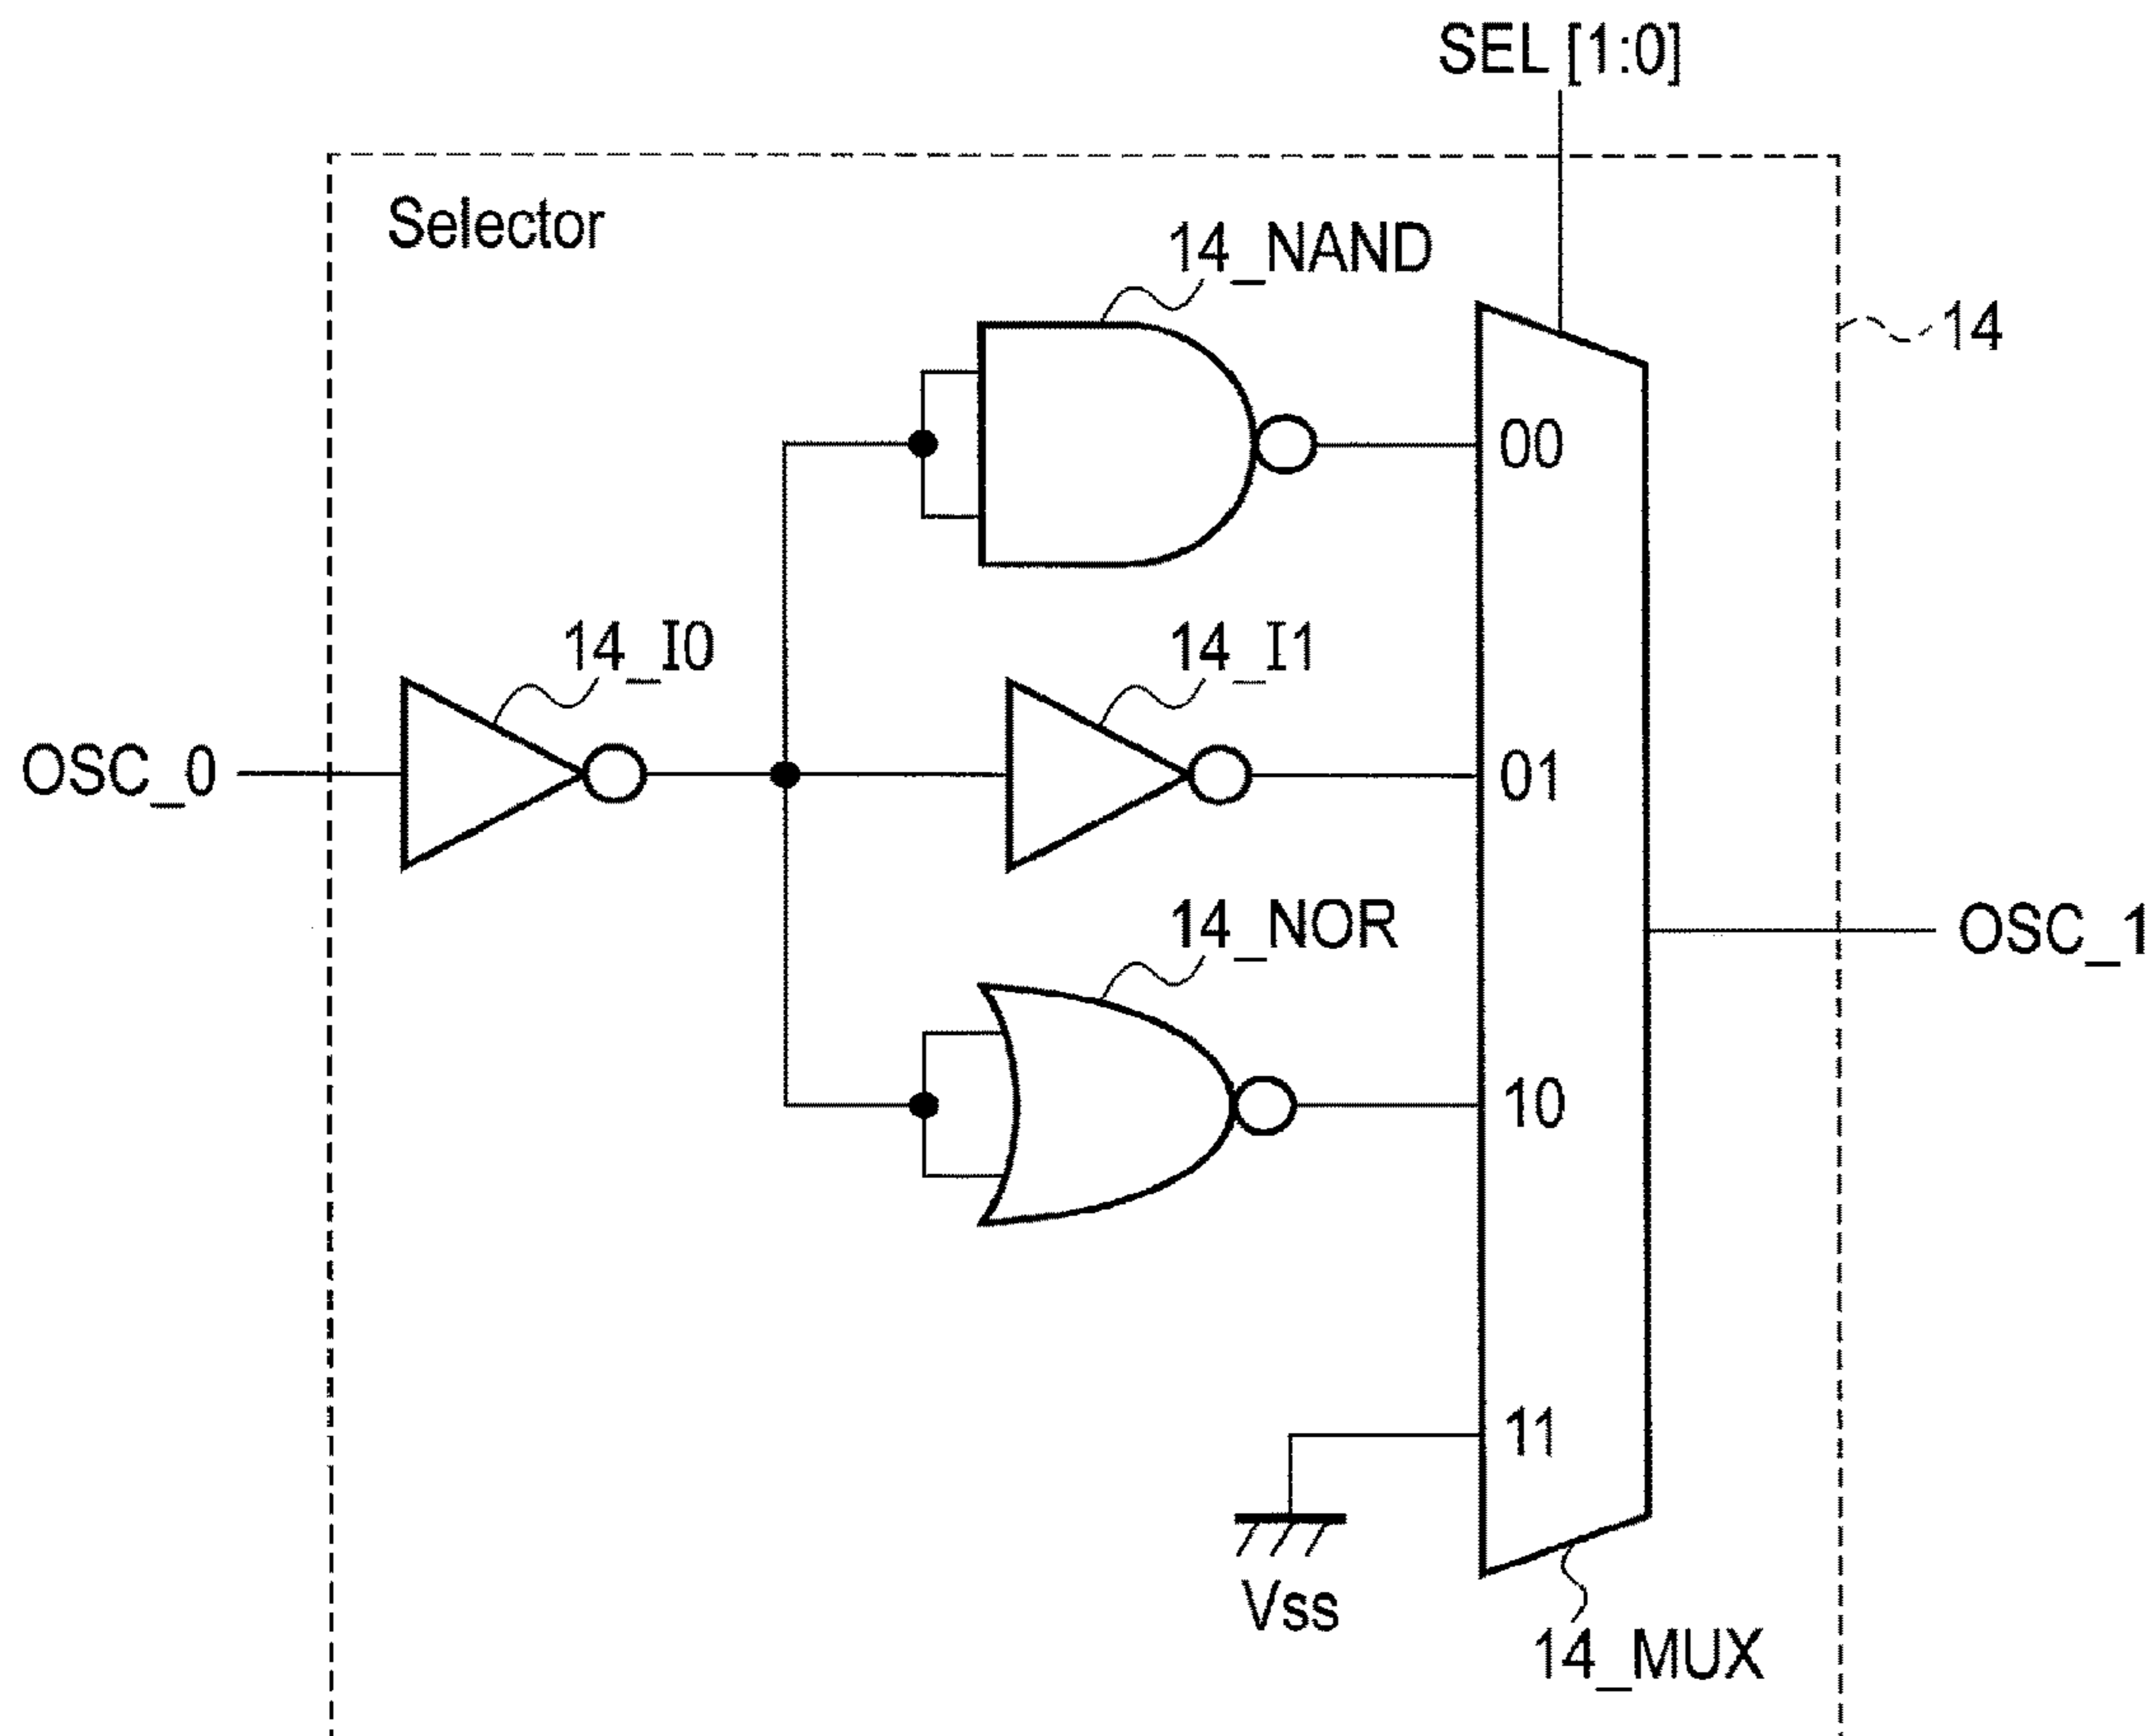 SEL [1:0]
Selector
14_NAND
14
00
14_I0
14_I1
OSC_0
01
14_NOR
OSC_1
10
11
Vss
14_MUX